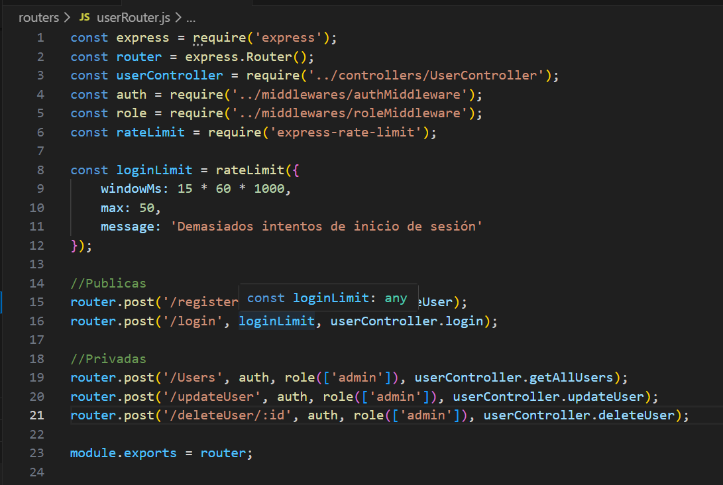 routers > JS userRouter.js > ...
1 const express = require('express');
2 const router = express.Router();
3 const userController = require('../controllers/UserController');
4 const auth = require('../middlewares/authMiddleware');
5 const role = require('../middlewares/roleMiddleware');
6 const rateLimit = require('express-rate-limit');
7
8 const loginLimit = rateLimit({
9 windowMs: 15 * 60 * 1000,
10 max: 50,
11 message: 'Demasiados intentos de inicio de sesión'
12 });
13
14 //Publicas
const loginLimit: any
15 router.post('/register eUser);
16 router.post('/login', loginLimit, userController.login);
17
18 //Privadas
19 router.post('/Users', auth, role(['admin']), userController.getAllUsers);
20 router.post('/updateUser', auth, role(['admin']), userController.updateUser);
21 router.post('/deleteUser/:id', auth, role(['admin']), userController.deleteUser);
22
23 module.exports = router;
24